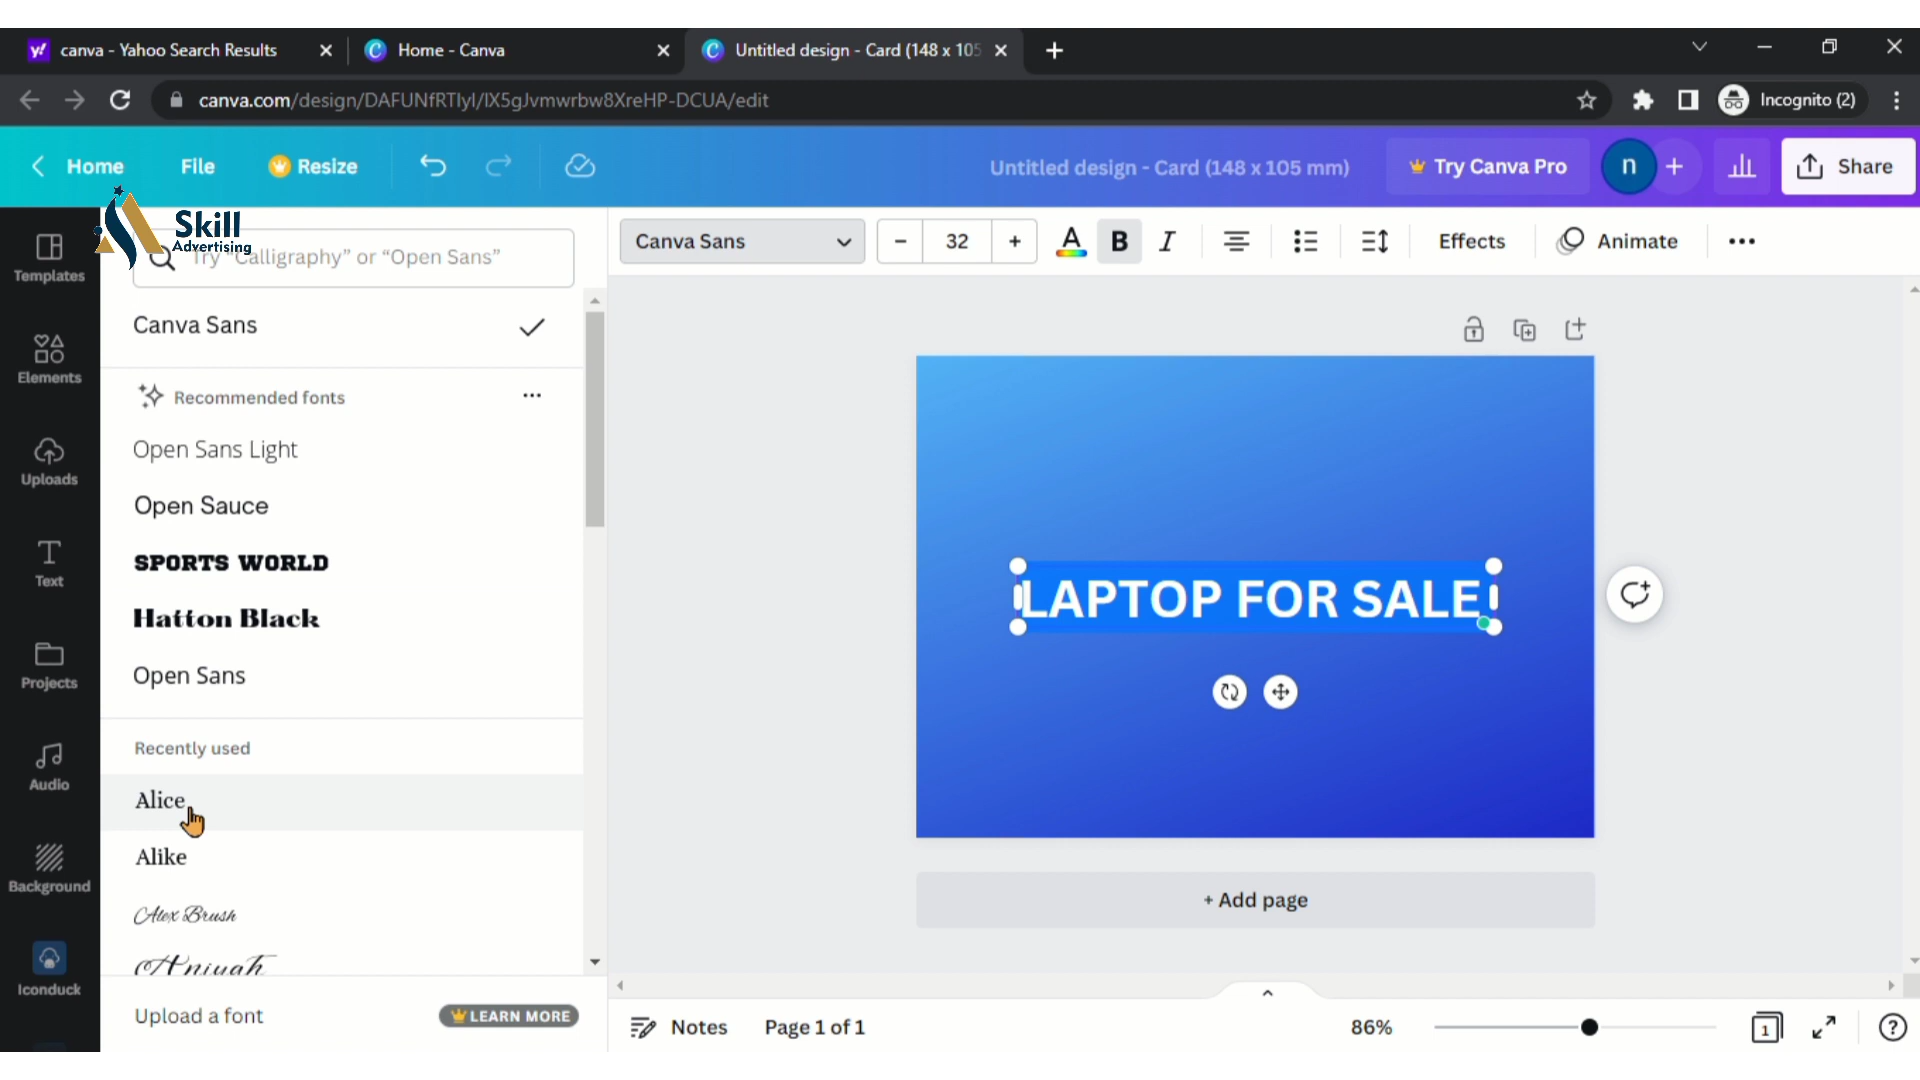 canva - Yahoo Search Results
Home - Canva
Untitled design - Card (148 x 105
canva.com/design/DAFUNfRTlyI/IX5gJvmwrbw8XreHP-DCUA/edit
Incognito (2)
Home
File
Resize
Untitled design - Card (148 x 105 mm)
Try Canva Pro
n
Share
Skill
Advertising
Try "Calligraphy" or "Open Sans"
Canva Sans
32
A
B
I
Effects
Animate
Templates
Elements
Uploads
Text
Projects
Audio
Background
Iconduck
Canva Sans
Recommended fonts
Open Sans Light
Open Sauce
SPORTS WORLD
Hatton Black
Open Sans
Recently used
Alice
Alike
Alex Brush
Aniyah
Upload a font
LEARN MORE
LAPTOP FOR SALE
+ Add page
Notes
Page 1 of 1
86%
1